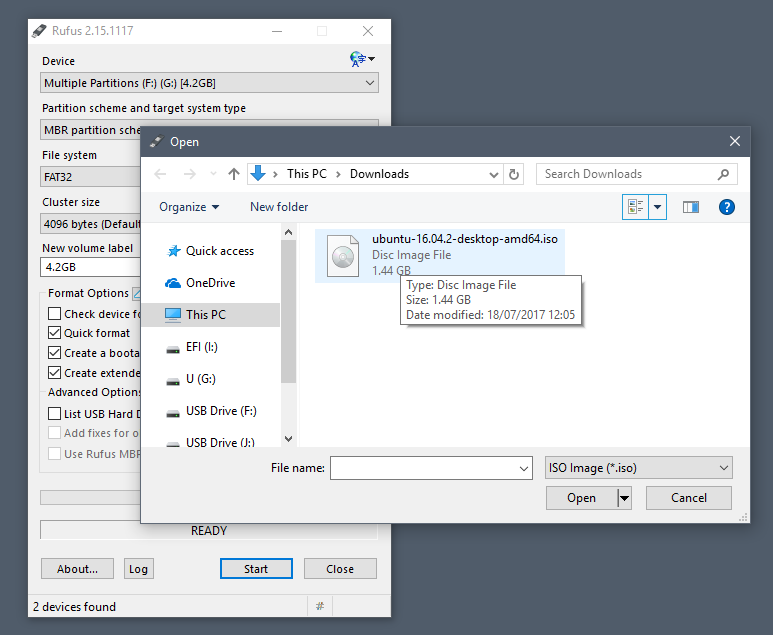 Rufus 2.15.1117
Device
Multiple Partitions (F:) (G:) [4.2GB]
Partition scheme and target system type
MBR partition sche
File system
FAT32
Cluster size
4096 bytes (Default
New volume label
4.2GB
Format Options
Check device fo
Quick format
Create a boota
Create extende
Advanced Options
List USB Hard D
Add fixes for o
Use Rufus MBR
READY
About...
Log
Start
Close
2 devices found
#
Open
This PC
Downloads
Search Downloads
Organize
New folder
?
Quick access
OneDrive
This PC
EFI (I:)
U (G:)
USB Drive (F:)
USB Drive (J:)
ubuntu-16.04.2-desktop-amd64.iso
Disc Image File
1.44 GB
Type: Disc Image File
Size: 1.44 GB
Date modified: 18/07/2017 12:05
File name:
ISO Image (*.iso)
Open
Cancel